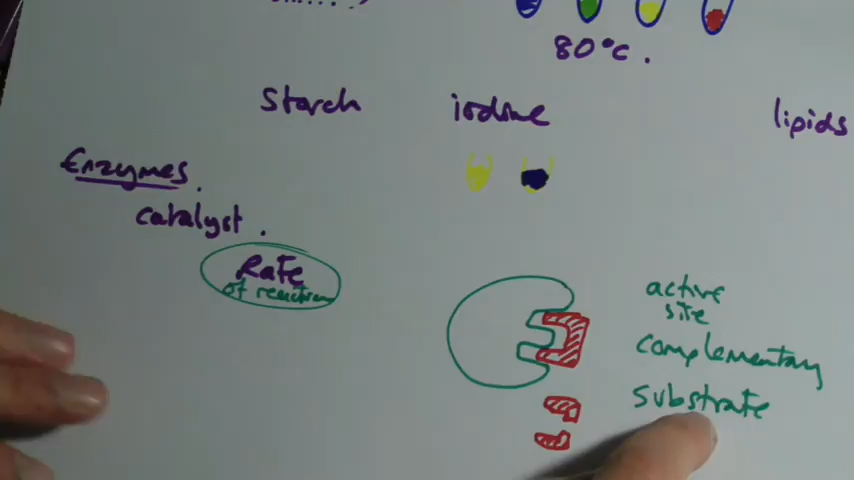 80°C.
Starch iodine lipids
Enzymes.
catalyst.
Rate
of reaction
active
site
complementary
substrate